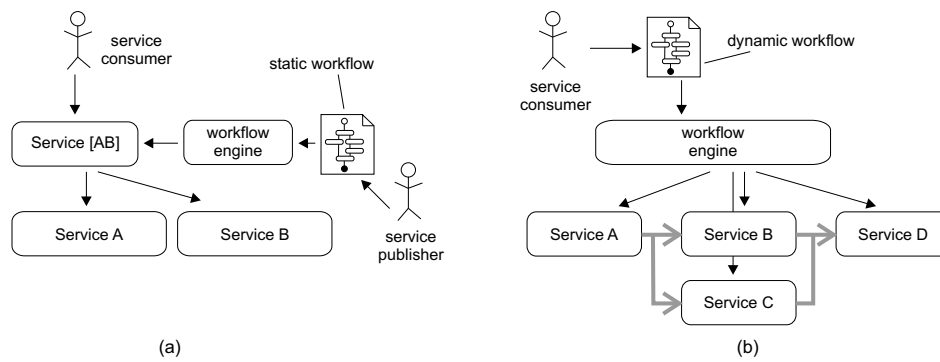 service
consumer
static workflow
Service [AB]
workflow
engine
Service A
Service B
service
publisher
(a)
service
consumer
dynamic workflow
workflow
engine
Service A
Service B
Service D
Service C
(b)